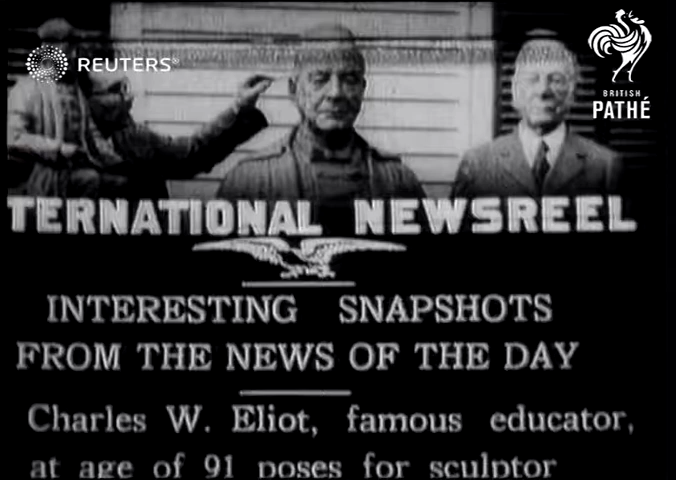 REUTERS
BRITISH
PATHÉ
TERNATIONAL NEWSREEL
INTERESTING SNAPSHOTS
FROM THE NEWS OF THE DAY
Charles W. Eliot, famous educator,
at age of 91 poses for sculptor